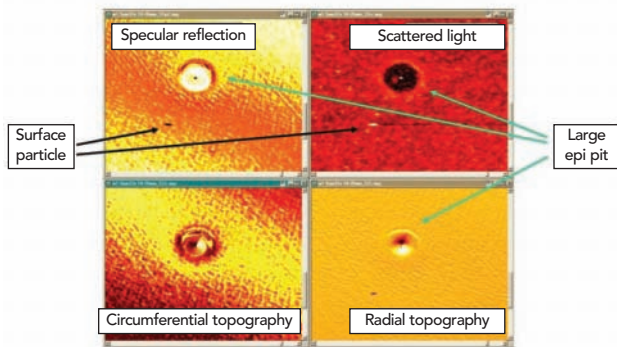 Specular reflection
Scattered light
Surface
particle
Large
epi pit
Circumferential topography
Radial topography